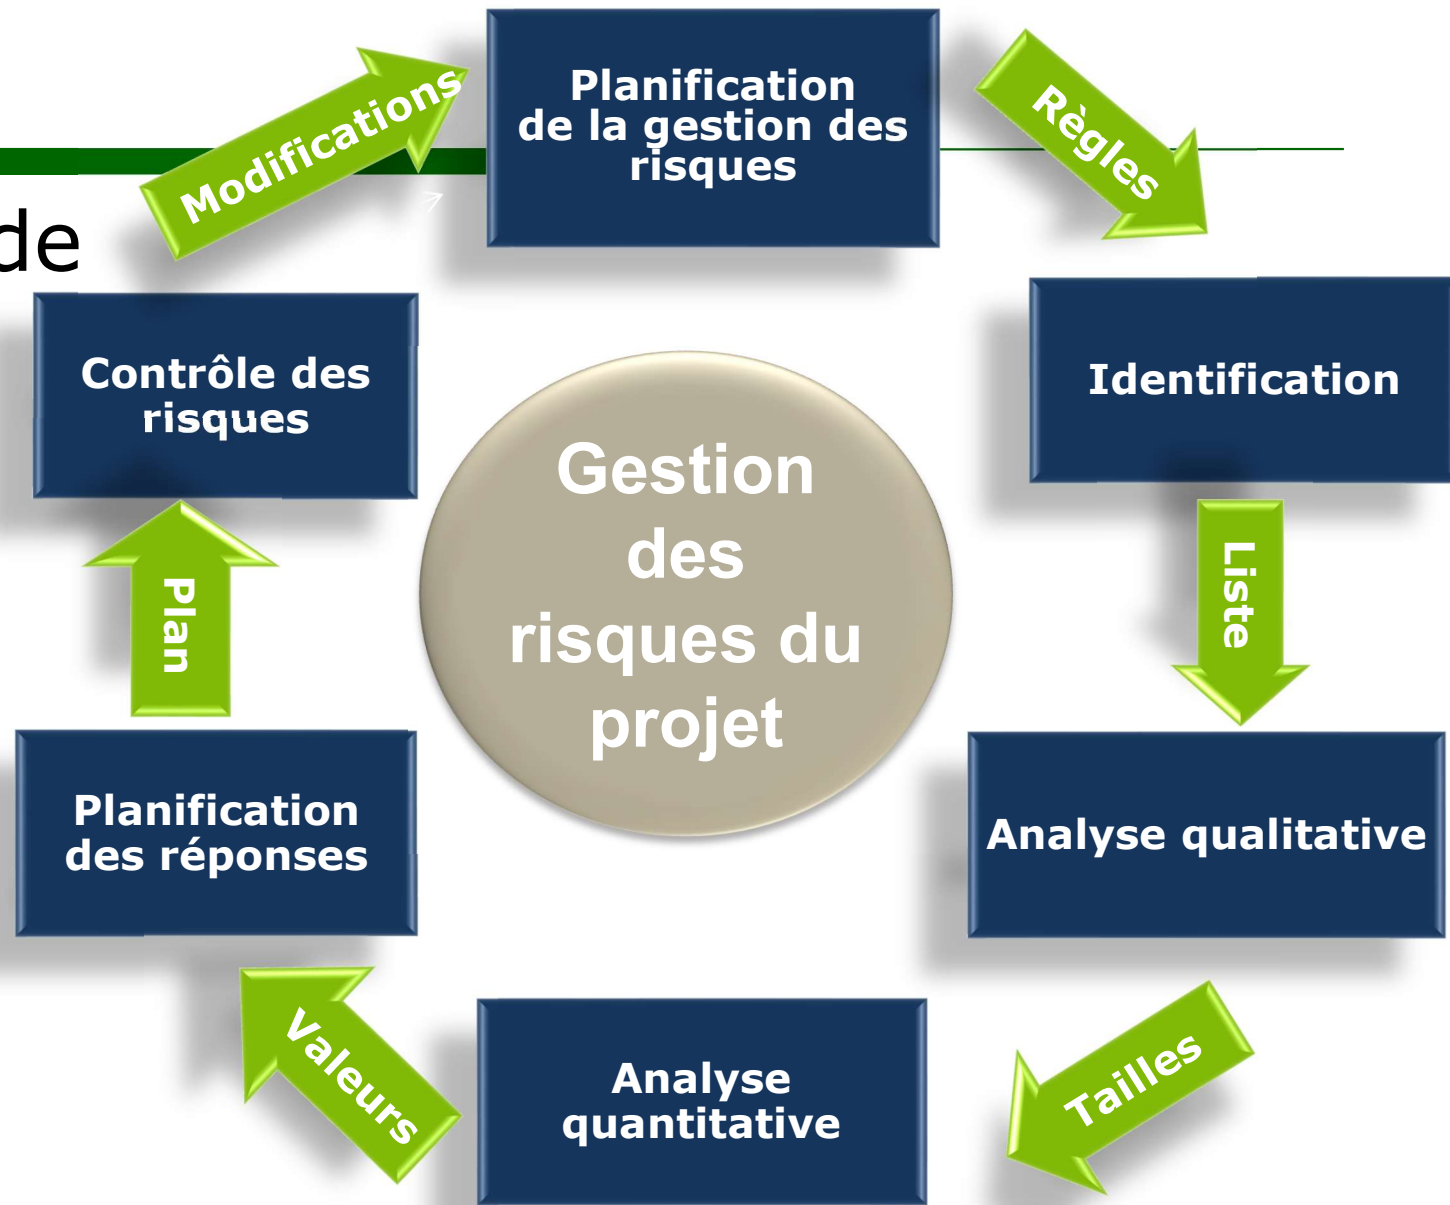 Planification
de la gestion des
risques
Modifications
Règles
de
Contrôle des
risques
Identification
Gestion
des
risques du
projet
Plan
Liste
Planification
des réponses
Analyse qualitative
Valeurs
Analyse
quantitative
Tailles